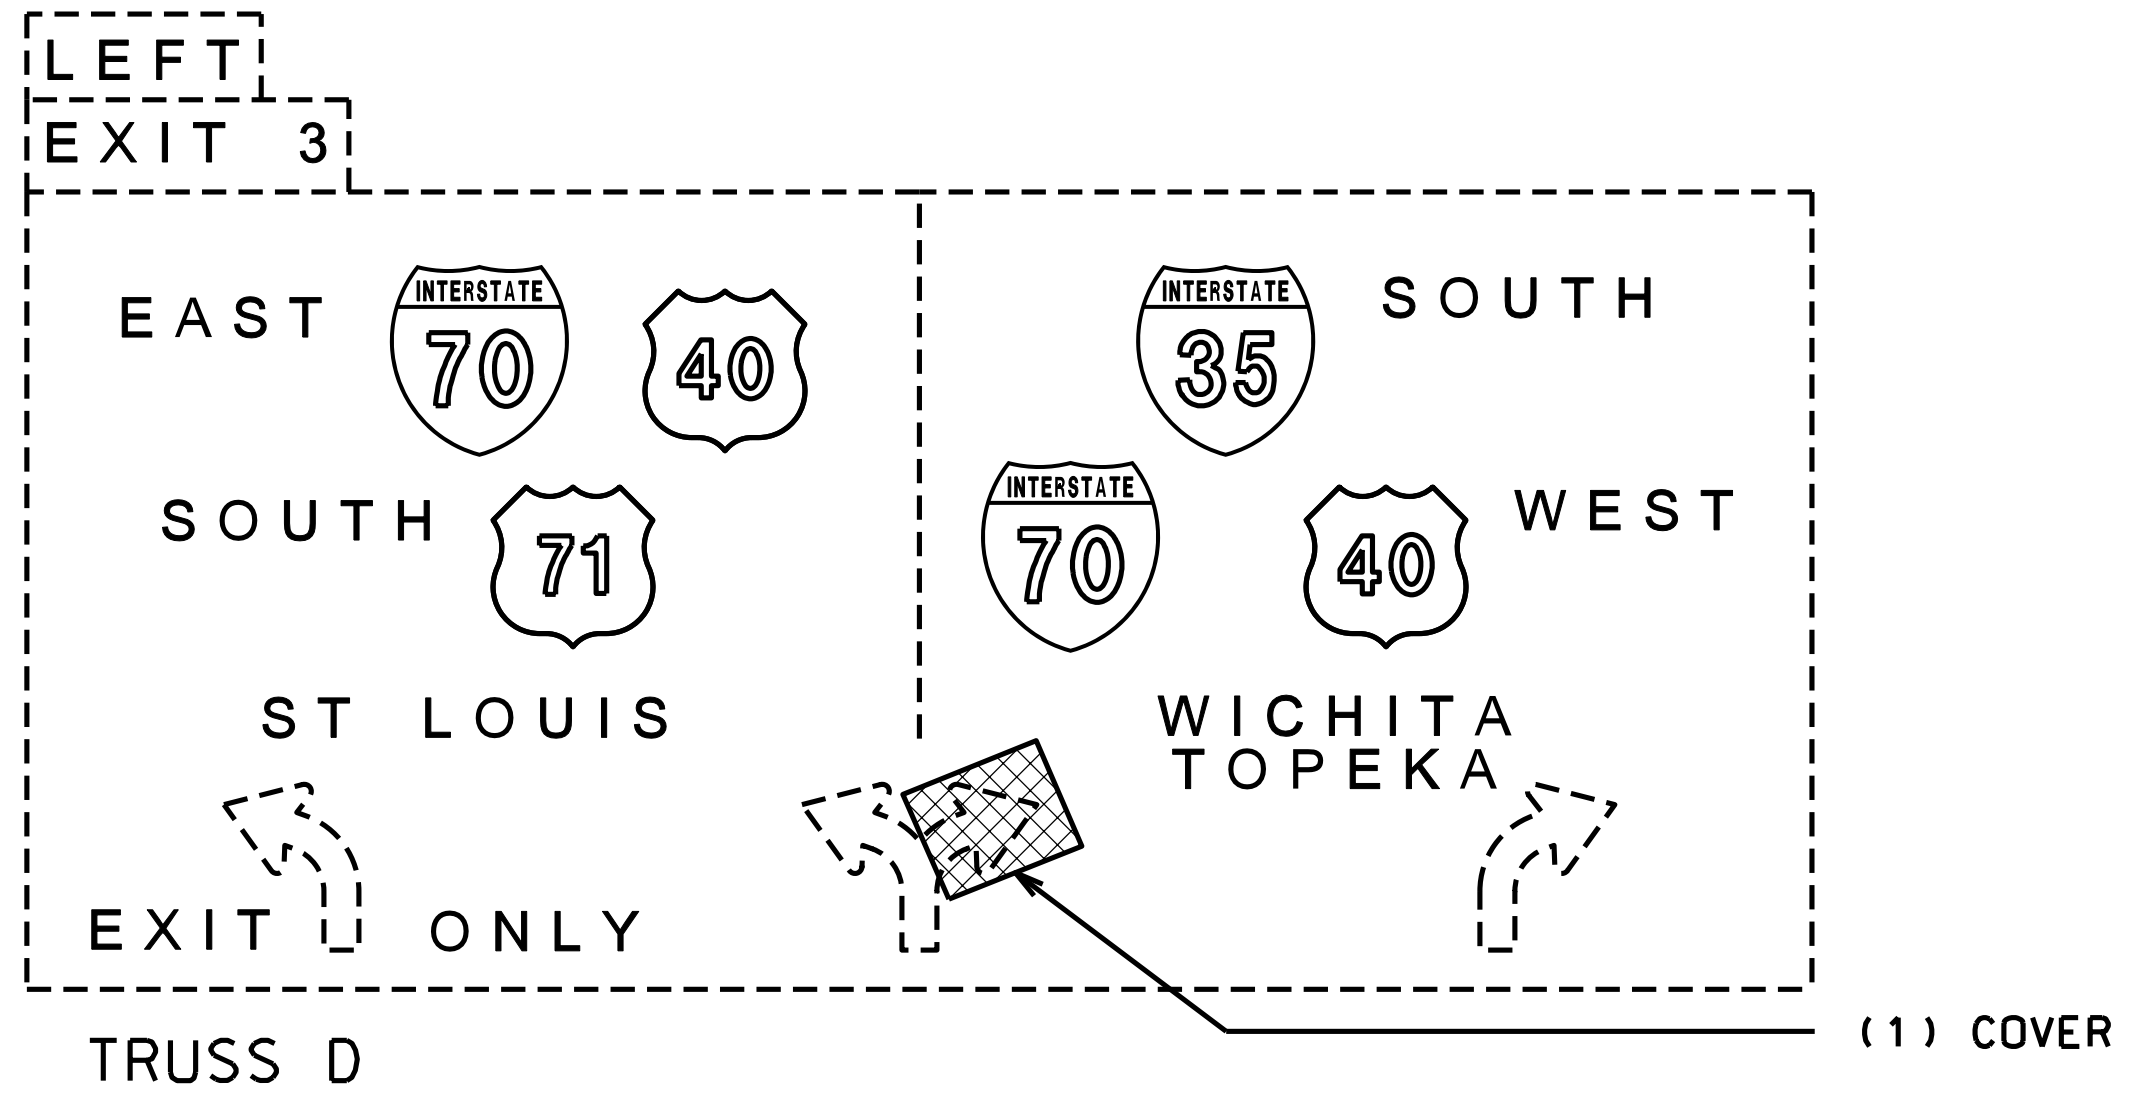 LEFT
EXIT 3
EAST INTERSTATE 70 40
SOUTH 71
ST LOUIS
EXIT ONLY
INTERSTATE 35 SOUTH
INTERSTATE 70 40 WEST
WICHITA
TOPEKA
TRUSS D
(1) COVER